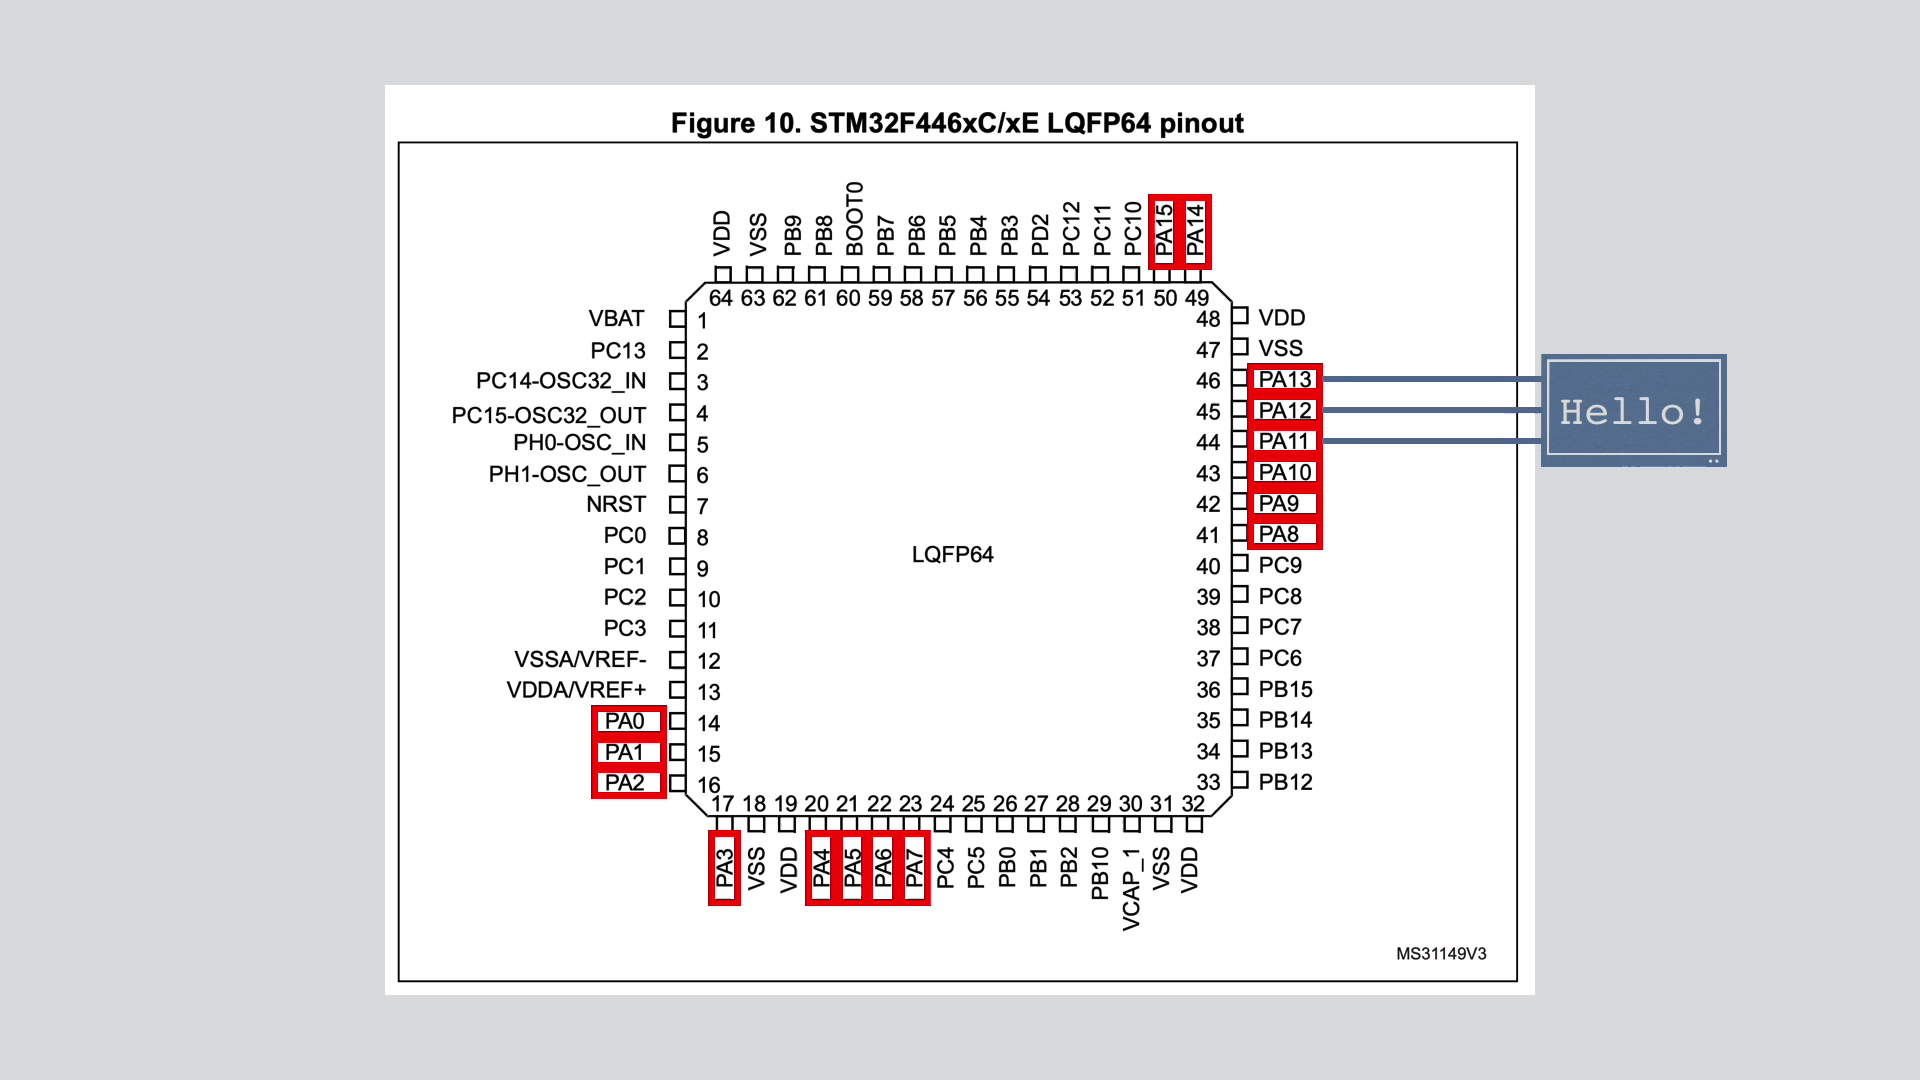 Figure 10. STM32F446xC/xE LQFP64 pinout
VDD VSS PB9 PB8 BOOT0 PB7 PB6 PB5 PB4 PB3 PD2 PC12 PC11 PC10 PA15 PA14
64 63 62 61 60 59 58 57 56 55 54 53 52 51 50 49
VBAT 1 48 VDD
PC13 2 47 VSS
PC14-OSC32_IN 3 46 PA13
PC15-OSC32_OUT 4 45 PA12
Hello!
PH0-OSC_IN 5 44 PA11
PH1-OSC_OUT 6 43 PA10
NRST 7 42 PA9
PC0 8 41 PA8
LQFP64
PC1 9 40 PC9
PC2 10 39 PC8
PC3 11 38 PC7
VSSA/VREF- 12 37 PC6
VDDA/VREF+ 13 36 PB15
PA0 14 35 PB14
PA1 15 34 PB13
PA2 16 33 PB12
17 18 19 20 21 22 23 24 25 26 27 28 29 30 31 32
PA3 VSS VDD PA4 PA5 PA6 PA7 PC4 PC5 PB0 PB1 PB2 PB10 VCAP_1 VSS VDD
MS31149V3